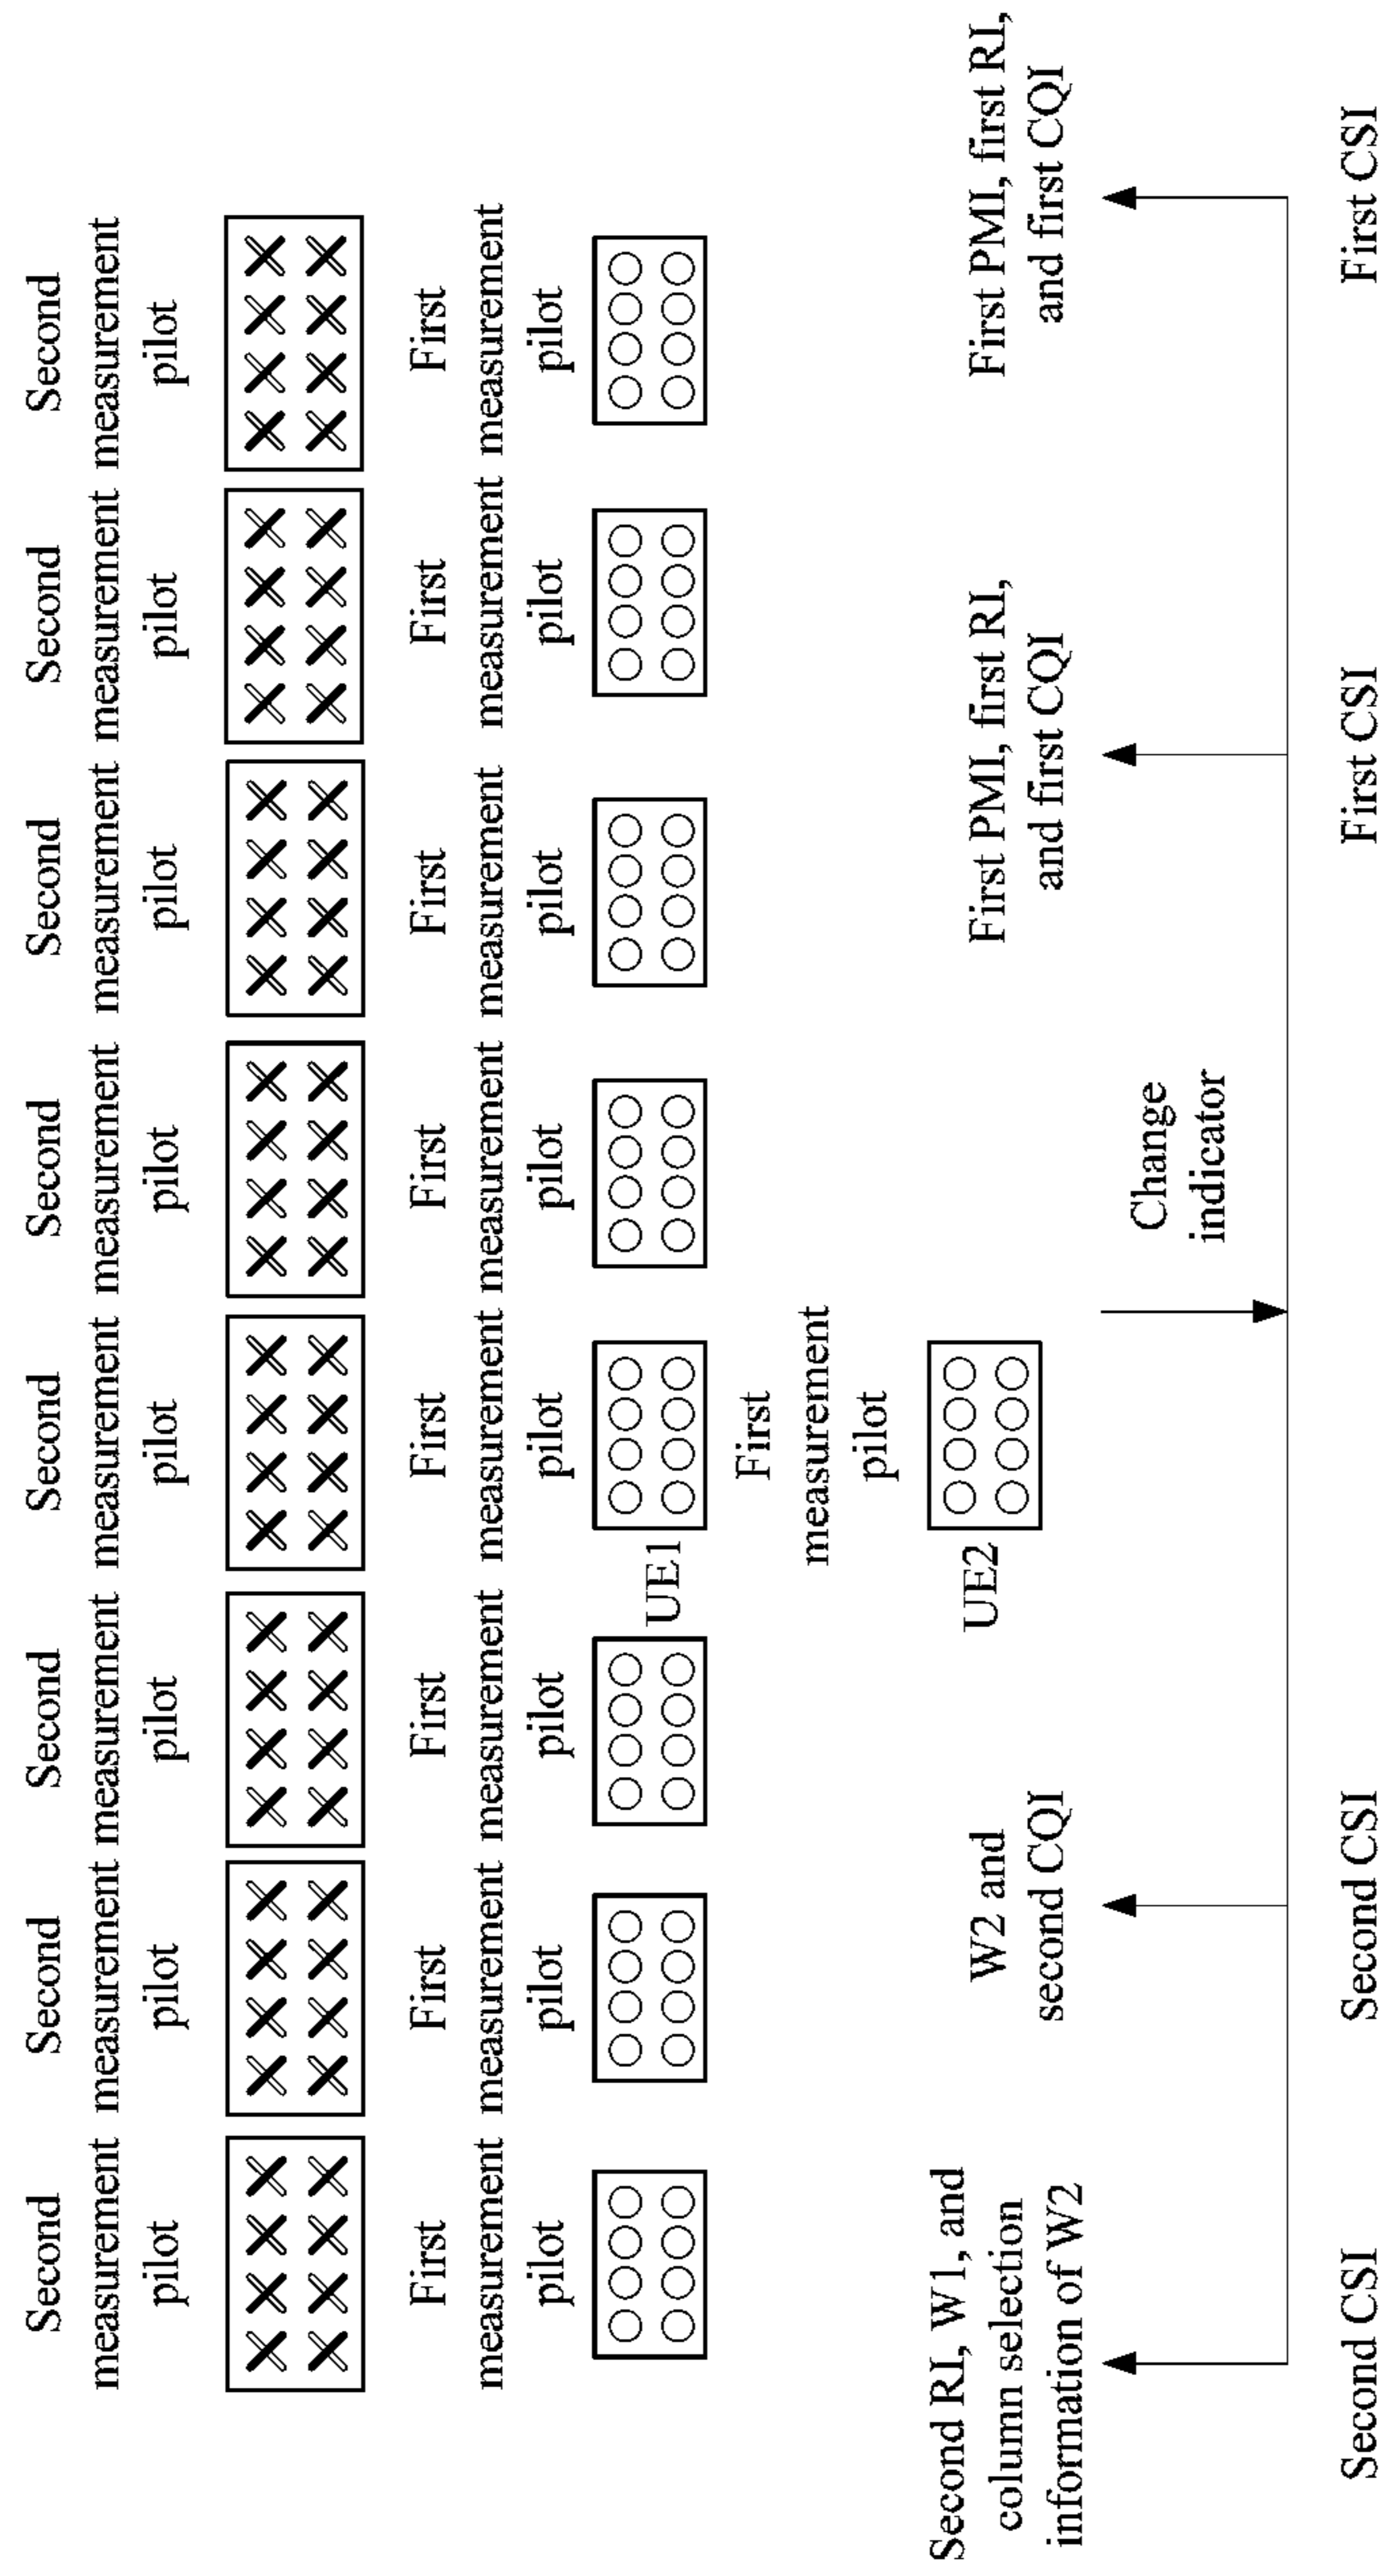 Second
measurement
pilot
Second
measurement
pilot
Second
measurement
pilot
Second
measurement
pilot
Second
measurement
pilot
Second
measurement
pilot
Second
measurement
pilot
Second
measurement
pilot
First
measurement
pilot
First
measurement
pilot
First
measurement
pilot
First
measurement
pilot
First
measurement
pilot
First
measurement
pilot
First
measurement
pilot
First
measurement
pilot
UE1
First
measurement
pilot
UE2
Second RI, W1, and
column selection
information of W2
W2 and
second CQI
Change
indicator
First PMI, first RI,
and first CQI
First PMI, first RI,
and first CQI
Second CSI
Second CSI
First CSI
First CSI